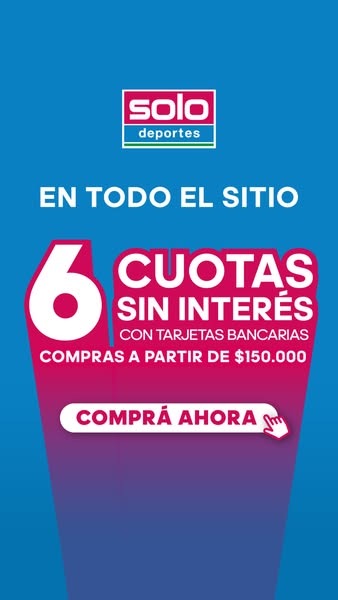 solo
deportes
EN TODO EL SITIO
6 CUOTAS
SIN INTERÉS
CON TARJETAS BANCARIAS
COMPRAS A PARTIR DE $150.000
COMPRÁ AHORA